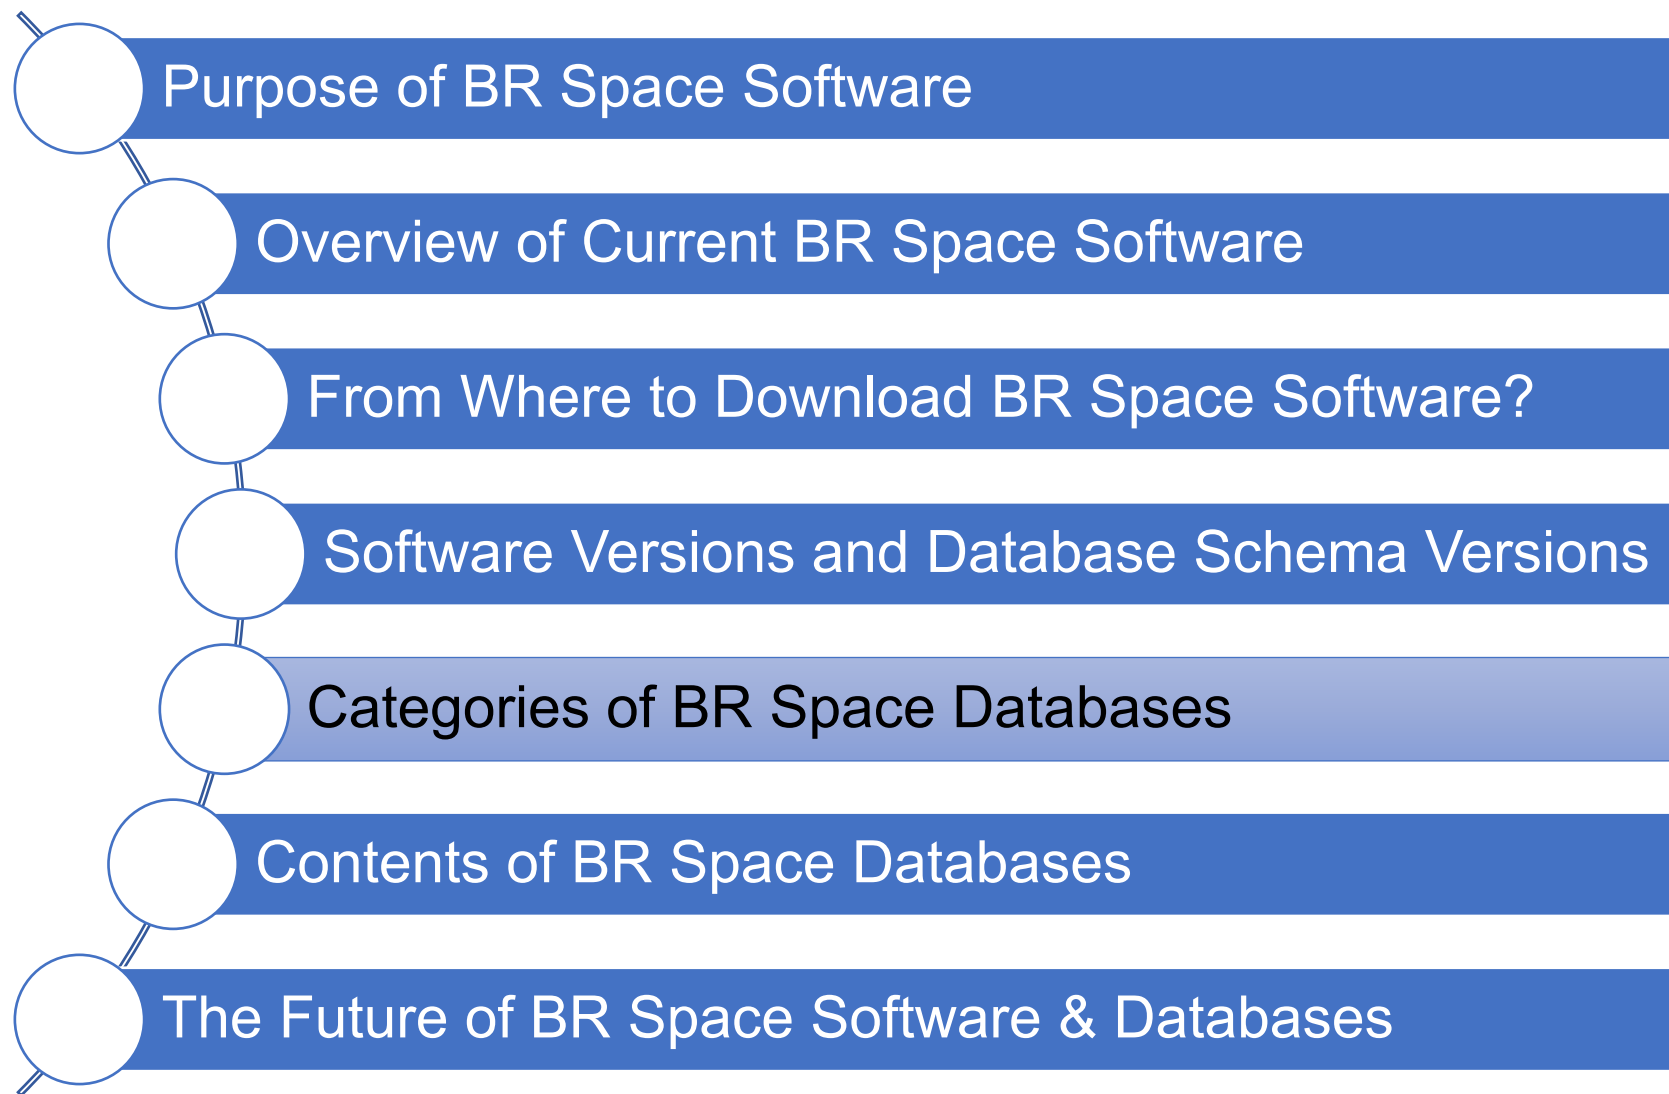 Purpose of BR Space Software
Overview of Current BR Space Software
From Where to Download BR Space Software?
Software Versions and Database Schema Versions
Categories of BR Space Databases
Contents of BR Space Databases
The Future of BR Space Software & Databases